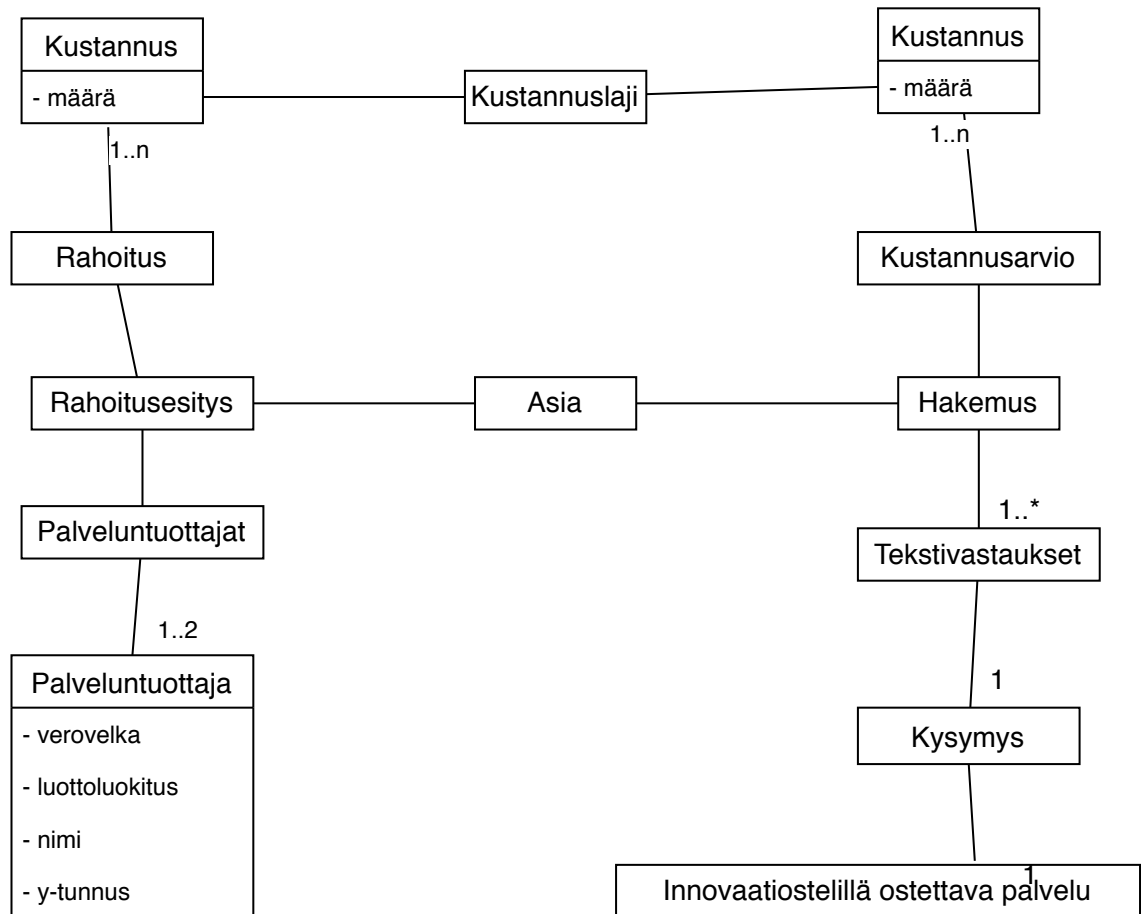 Kustannus
- määrä
Kustannuslaji
Kustannus
- määrä
1..n
1..n
Rahoitus
Kustannusarvio
Rahoitusesitys
Asia
Hakemus
1..*
Palveluntuottajat
Tekstivastaukset
1..2
1
Palveluntuottaja
- verovelka
- luottoluokitus
- nimi
- y-tunnus
Kysymys
1
Innovaatiostelillä ostettava palvelu